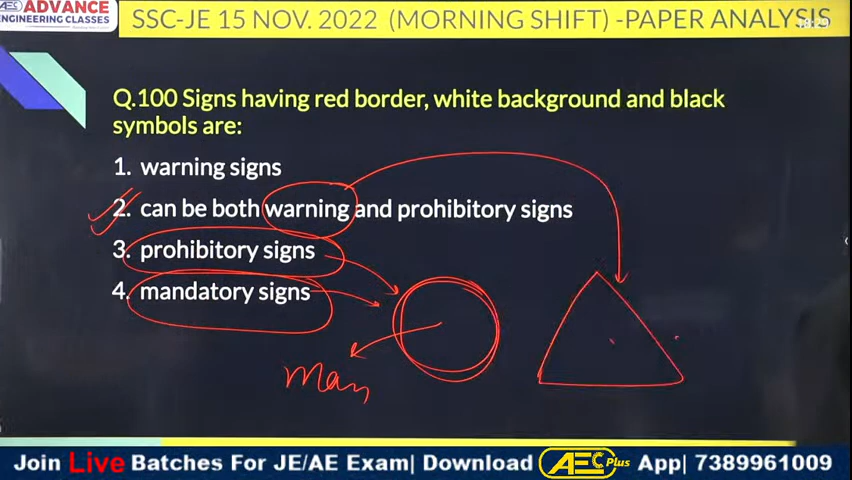 AEC ADVANCE
ENGINEERING CLASSES
SSC-JE 15 NOV. 2022 (MORNING SHIFT) -PAPER ANALYSIS
Q.100 Signs having red border, white background and black
symbols are:
1. warning signs
2. can be both warning and prohibitory signs
3. prohibitory signs
4. mandatory signs
Man
Join Live Batches For JE/AE Exam| Download AEC Plus App| 7389961009